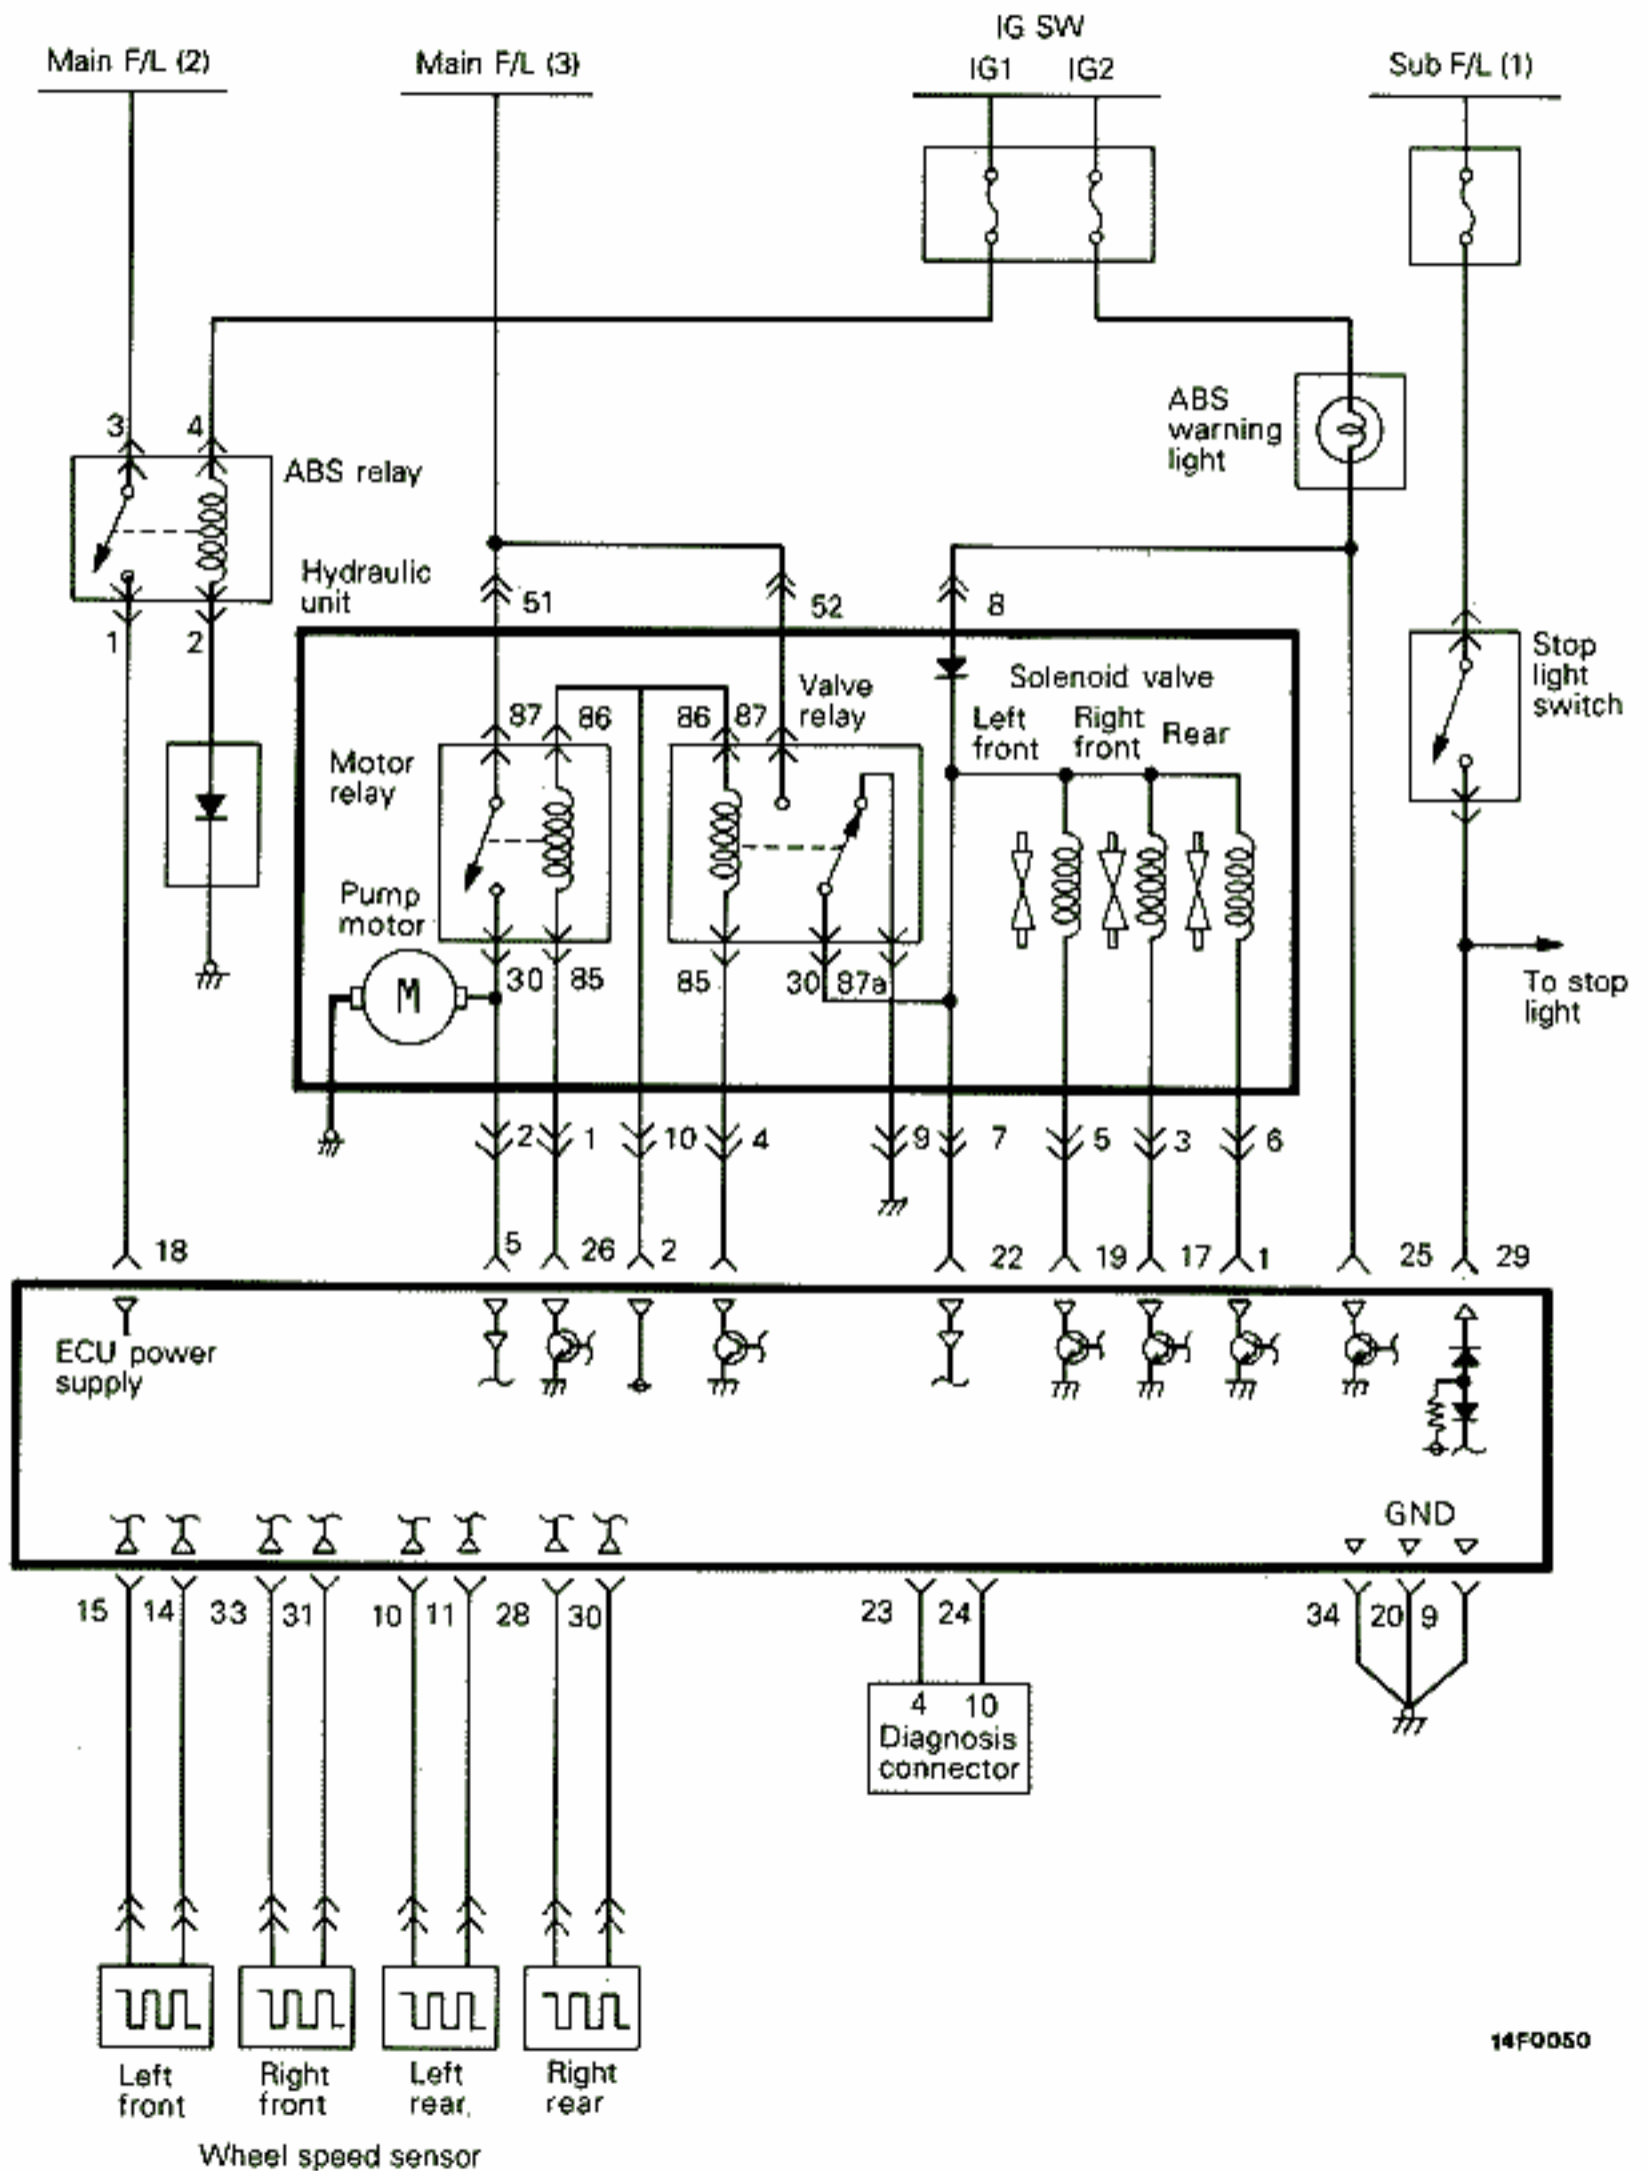 IG SW
Main F/L (2)
Main F/L (3)
IG1
IG2
Sub F/L (1)
ABS
warning
light
3
4
ABS relay
Hydraulic
unit
51
52
8
1
2
Stop
light
switch
Solenoid valve
Valve
relay
Left
front
Right
front
Rear
87
86
86
87
Motor
relay
Pump
motor
M
30
85
85
30
87a
To stop
light
2
1
10
4
9
7
5
3
6
18
5
26
2
22
19
17
1
25
29
ECU power
supply
GND
15
14
33
31
10
11
28
30
23
24
34
20
9
4
10
Diagnosis
connector
14F0050
Left
front
Right
front
Left
rear
Right
rear
Wheel speed sensor